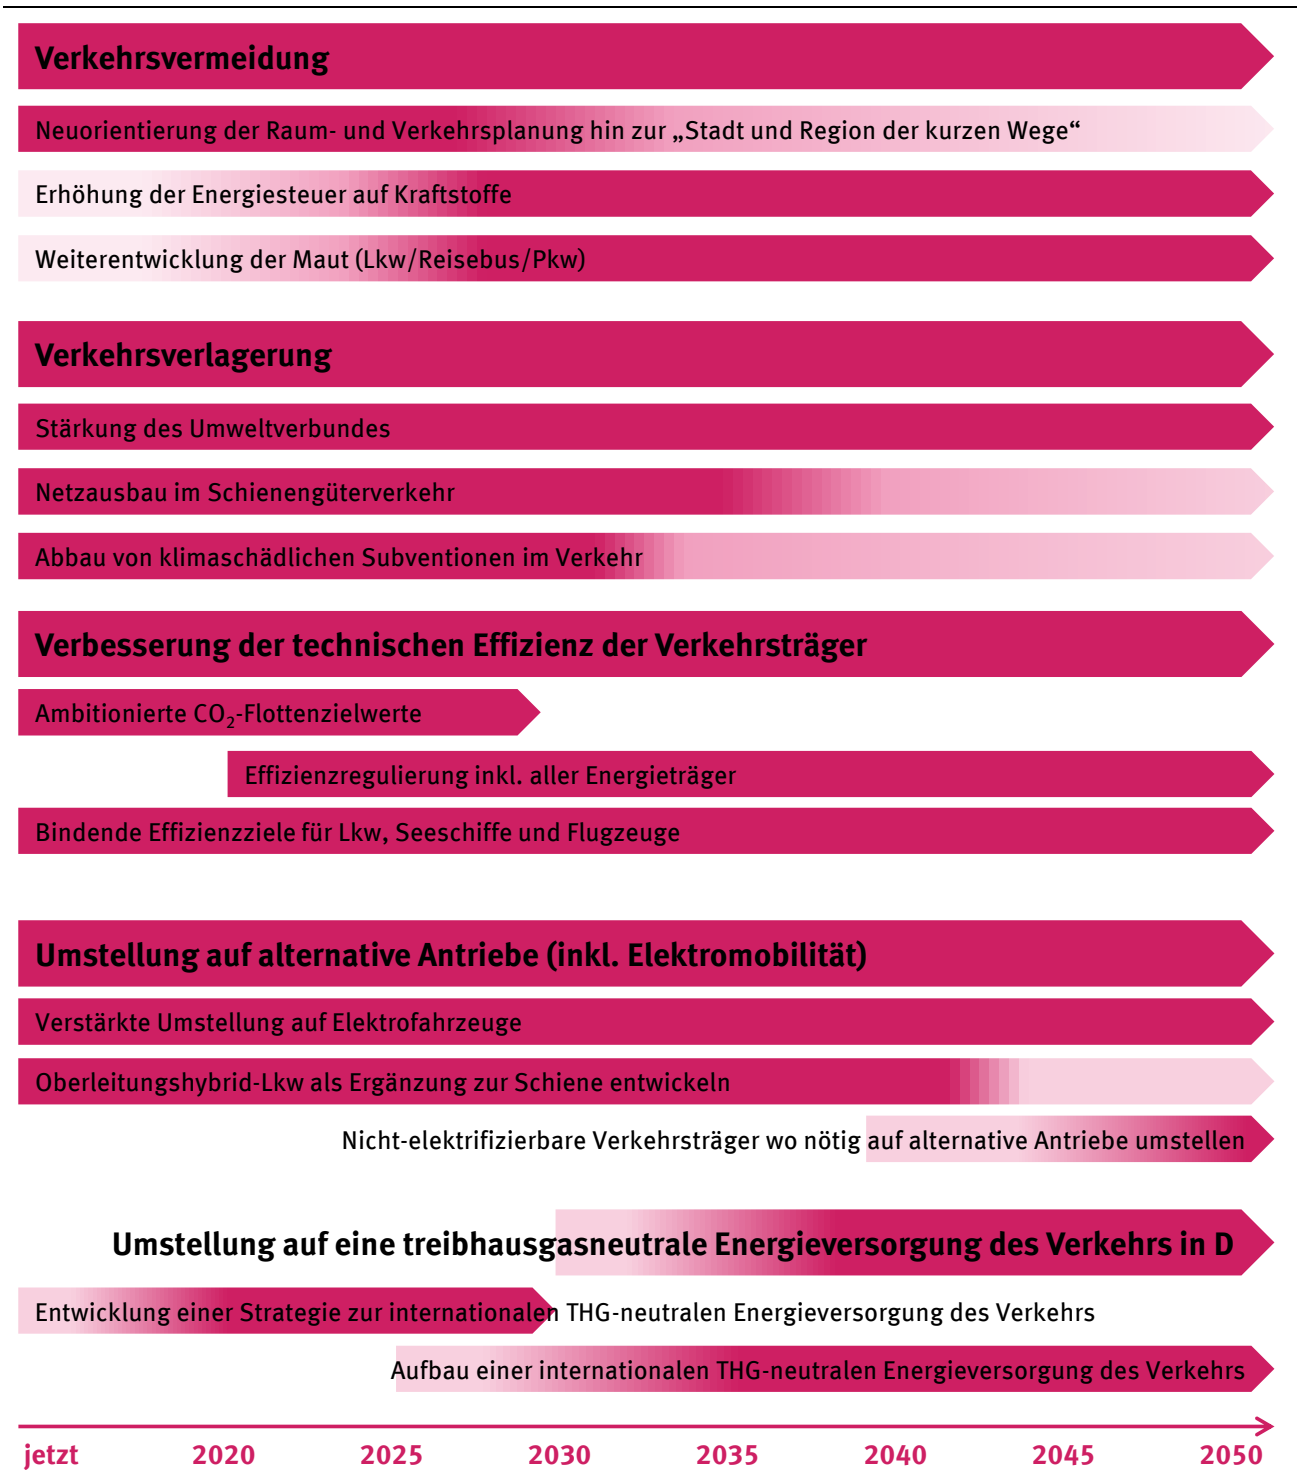 Verkehrsvermeidung
Neuorientierung der Raum- und Verkehrsplanung hin zur „Stadt und Region der kurzen Wege“
Erhöhung der Energiesteuer auf Kraftstoffe
Weiterentwicklung der Maut (Lkw/Reisebus/Pkw)
Verkehrsverlagerung
Stärkung des Umweltverbundes
Netzausbau im Schienengüterverkehr
Abbau von klimaschädlichen Subventionen im Verkehr
Verbesserung der technischen Effizienz der Verkehrsträger
Ambitionierte CO₂-Flottenzielwerte
Effizienzregulierung inkl. aller Energieträger
Bindende Effizienzziele für Lkw, Seeschiffe und Flugzeuge
Umstellung auf alternative Antriebe (inkl. Elektromobilität)
Verstärkte Umstellung auf Elektrofahrzeuge
Oberleitungshybrid-Lkw als Ergänzung zur Schiene entwickeln
Nicht-elektrifizierbare Verkehrsträger wo nötig auf alternative Antriebe umstellen
Umstellung auf eine treibhausgasneutrale Energieversorgung des Verkehrs in D
Entwicklung einer Strategie zur internationalen THG-neutralen Energieversorgung des Verkehrs
Aufbau einer internationalen THG-neutralen Energieversorgung des Verkehrs
jetzt 2020 2025 2030 2035 2040 2045 2050